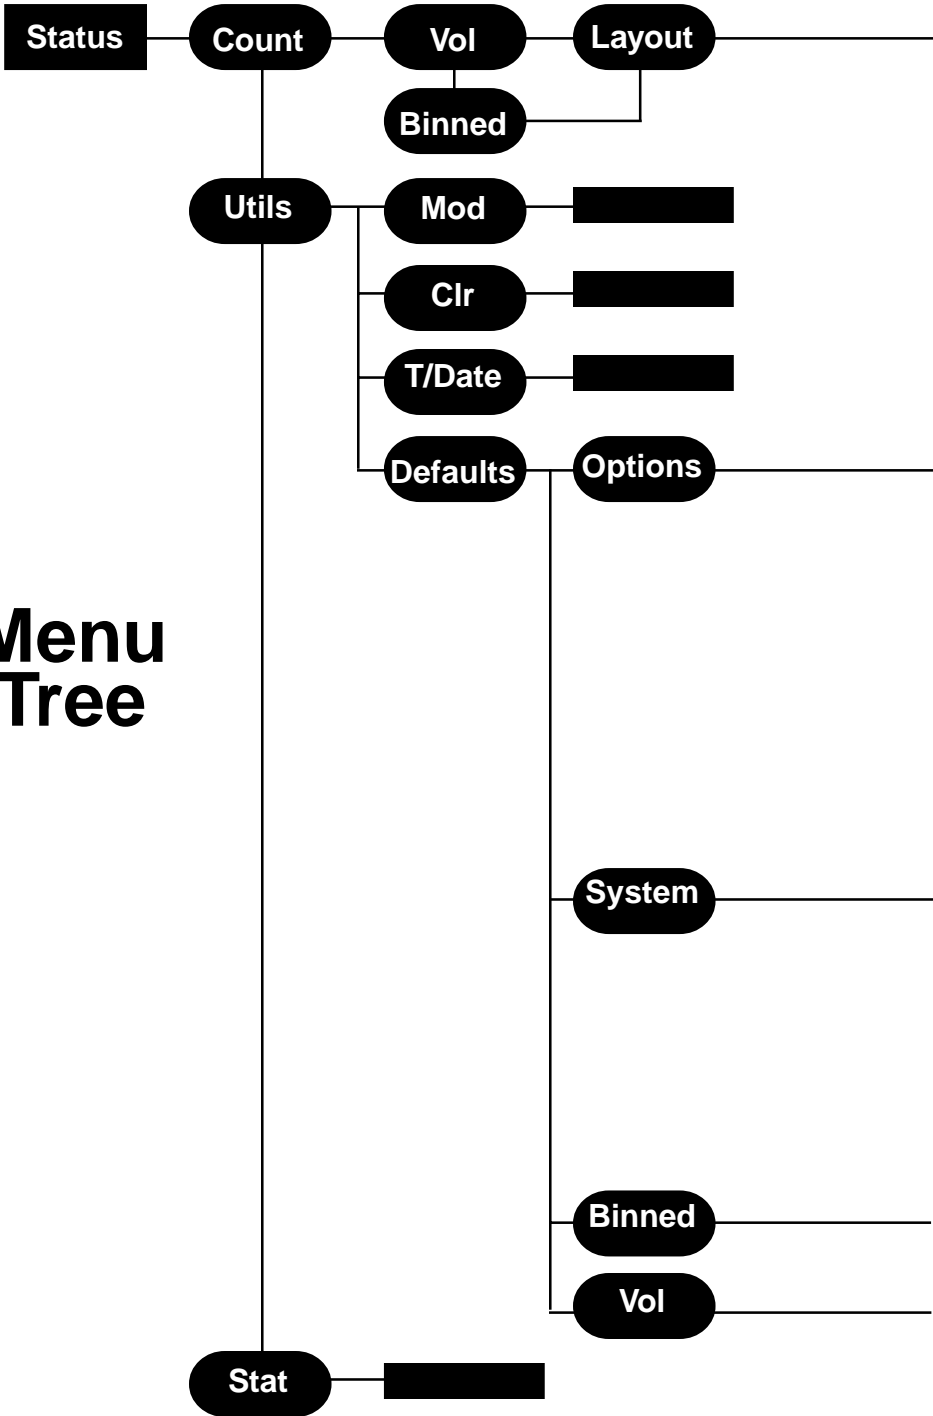 Status
Count
Vol
Layout
Binned
Utils
Mod
Clr
T/Date
Defaults
Options
Menu
Tree
System
Binned
Vol
Stat